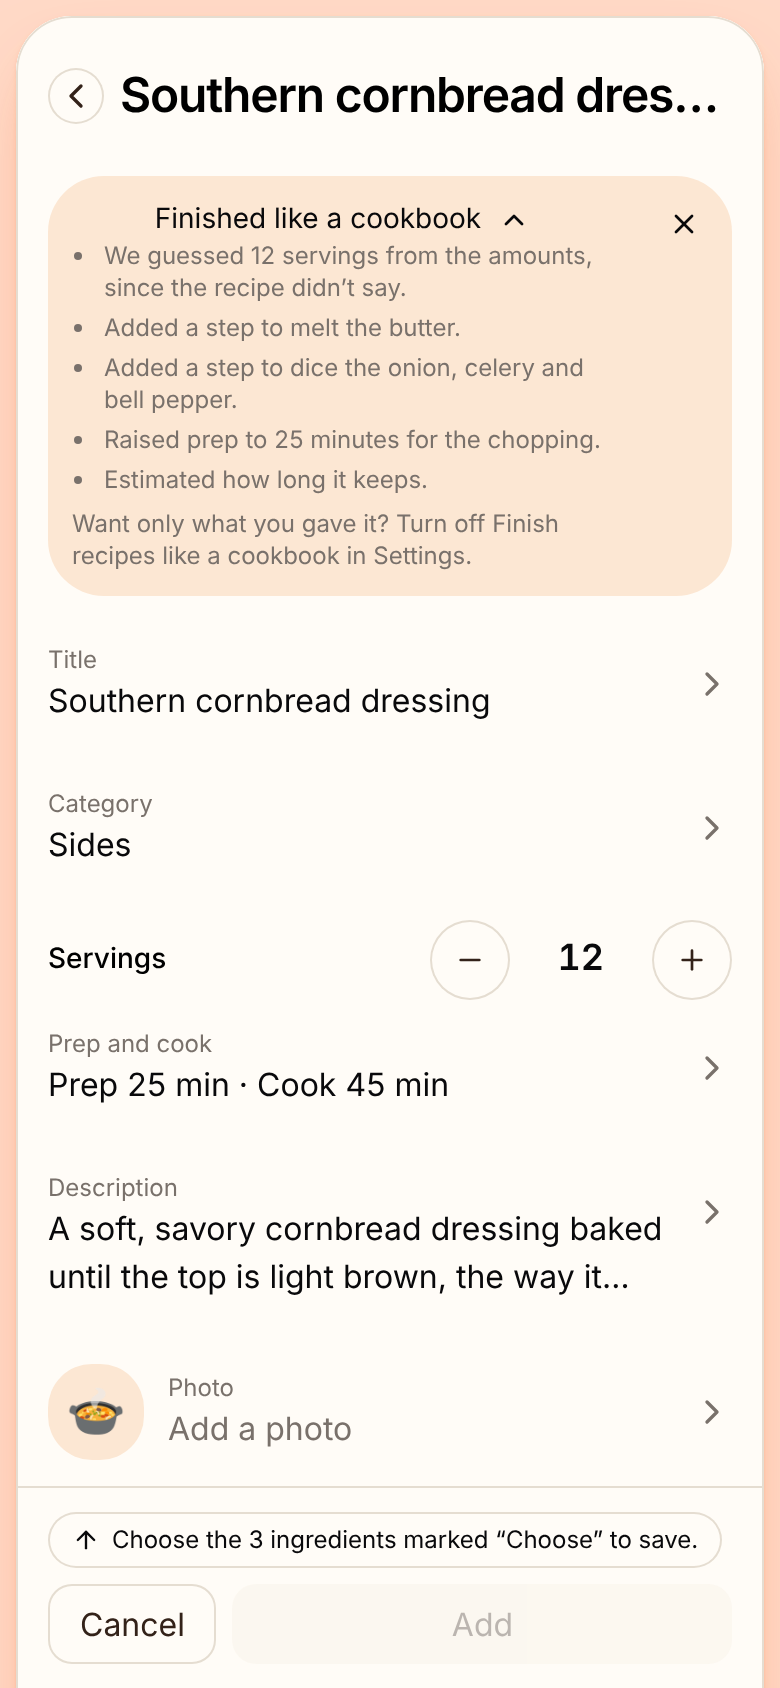 Southern cornbread dres...
Finished like a cookbook
• We guessed 12 servings from the amounts,
since the recipe didn’t say.
• Added a step to melt the butter.
• Added a step to dice the onion, celery and
bell pepper.
• Raised prep to 25 minutes for the chopping.
• Estimated how long it keeps.
Want only what you gave it? Turn off Finish
recipes like a cookbook in Settings.
Title
Southern cornbread dressing
Category
Sides
Servings − 12 +
Prep and cook
Prep 25 min · Cook 45 min
Description
A soft, savory cornbread dressing baked
until the top is light brown, the way it...
Photo
Add a photo
↑ Choose the 3 ingredients marked “Choose” to save.
Cancel Add